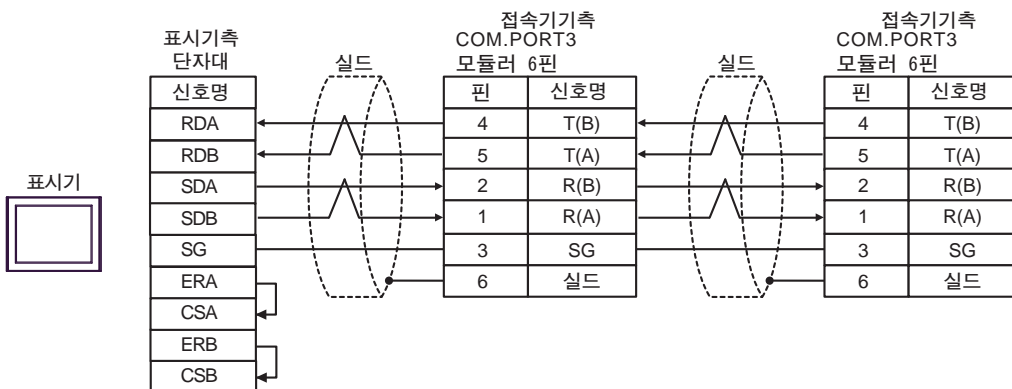 표시기
표시기측
단자대
신호명
RDA
RDB
SDA
SDB
SG
ERA
CSA
ERB
CSB
실드
접속기기측
COM.PORT3
모듈러 6핀
핀 신호명
4 T(B)
5 T(A)
2 R(B)
1 R(A)
3 SG
6 실드
실드
접속기기측
COM.PORT3
모듈러 6핀
핀 신호명
4 T(B)
5 T(A)
2 R(B)
1 R(A)
3 SG
6 실드